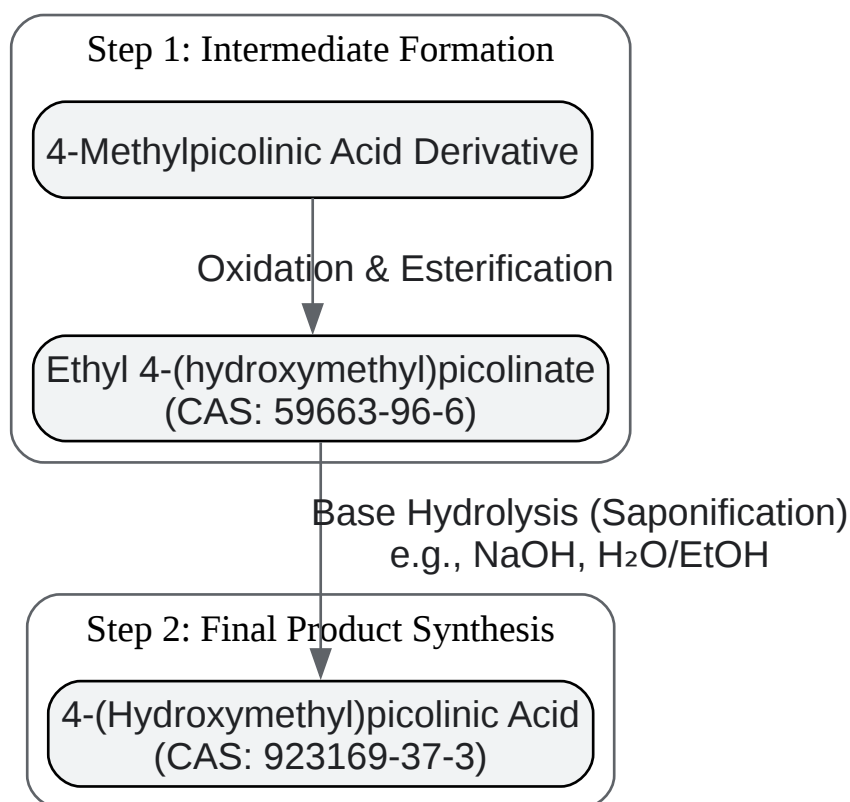 Step 1: Intermediate Formation
4-Methylpicolinic Acid Derivative
Oxidation & Esterification
Ethyl 4-(hydroxymethyl)picolinate
(CAS: 59663-96-6)
Base Hydrolysis (Saponification)
e.g., NaOH, H₂O/EtOH
Step 2: Final Product Synthesis
4-(Hydroxymethyl)picolinic Acid
(CAS: 923169-37-3)